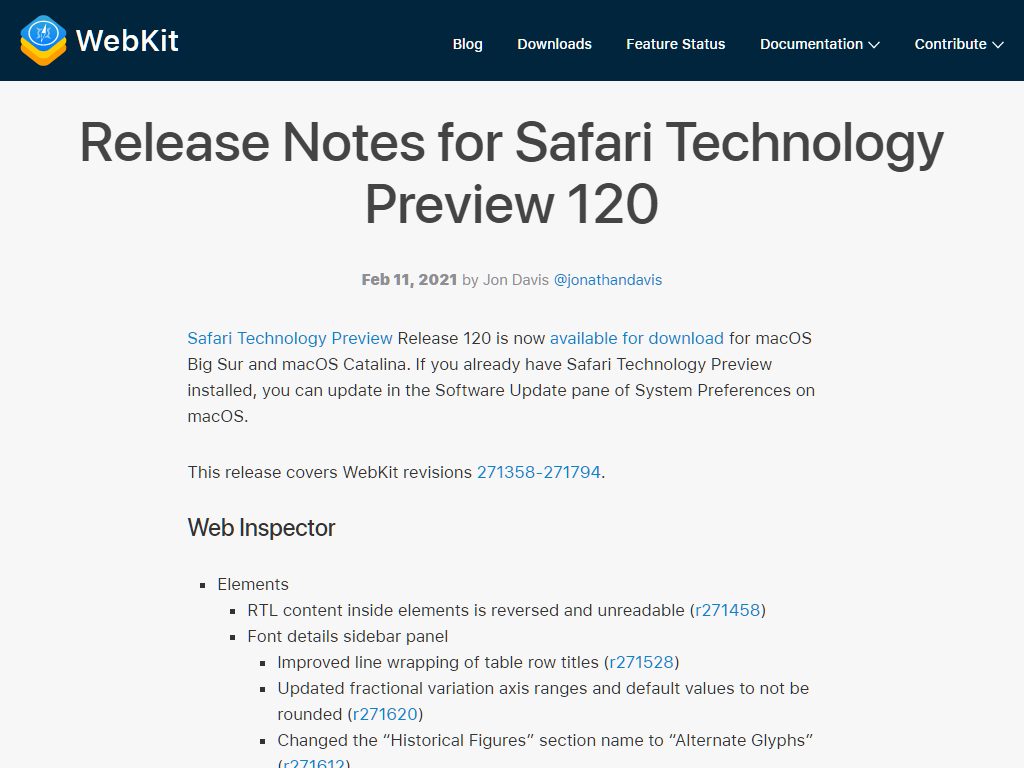 WebKit
Blog
Downloads
Feature Status
Documentation
Contribute
Release Notes for Safari Technology
Preview 120
Feb 11, 2021 by Jon Davis @jonathandavis
Safari Technology Preview Release 120 is now available for download for macOS
Big Sur and macOS Catalina. If you already have Safari Technology Preview
installed, you can update in the Software Update pane of System Preferences on
macOS.
This release covers WebKit revisions 271358-271794.
Web Inspector
Elements
RTL content inside elements is reversed and unreadable (r271458)
Font details sidebar panel
Improved line wrapping of table row titles (r271528)
Updated fractional variation axis ranges and default values to not be
rounded (r271620)
Changed the “Historical Figures” section name to “Alternate Glyphs”
(r271612)